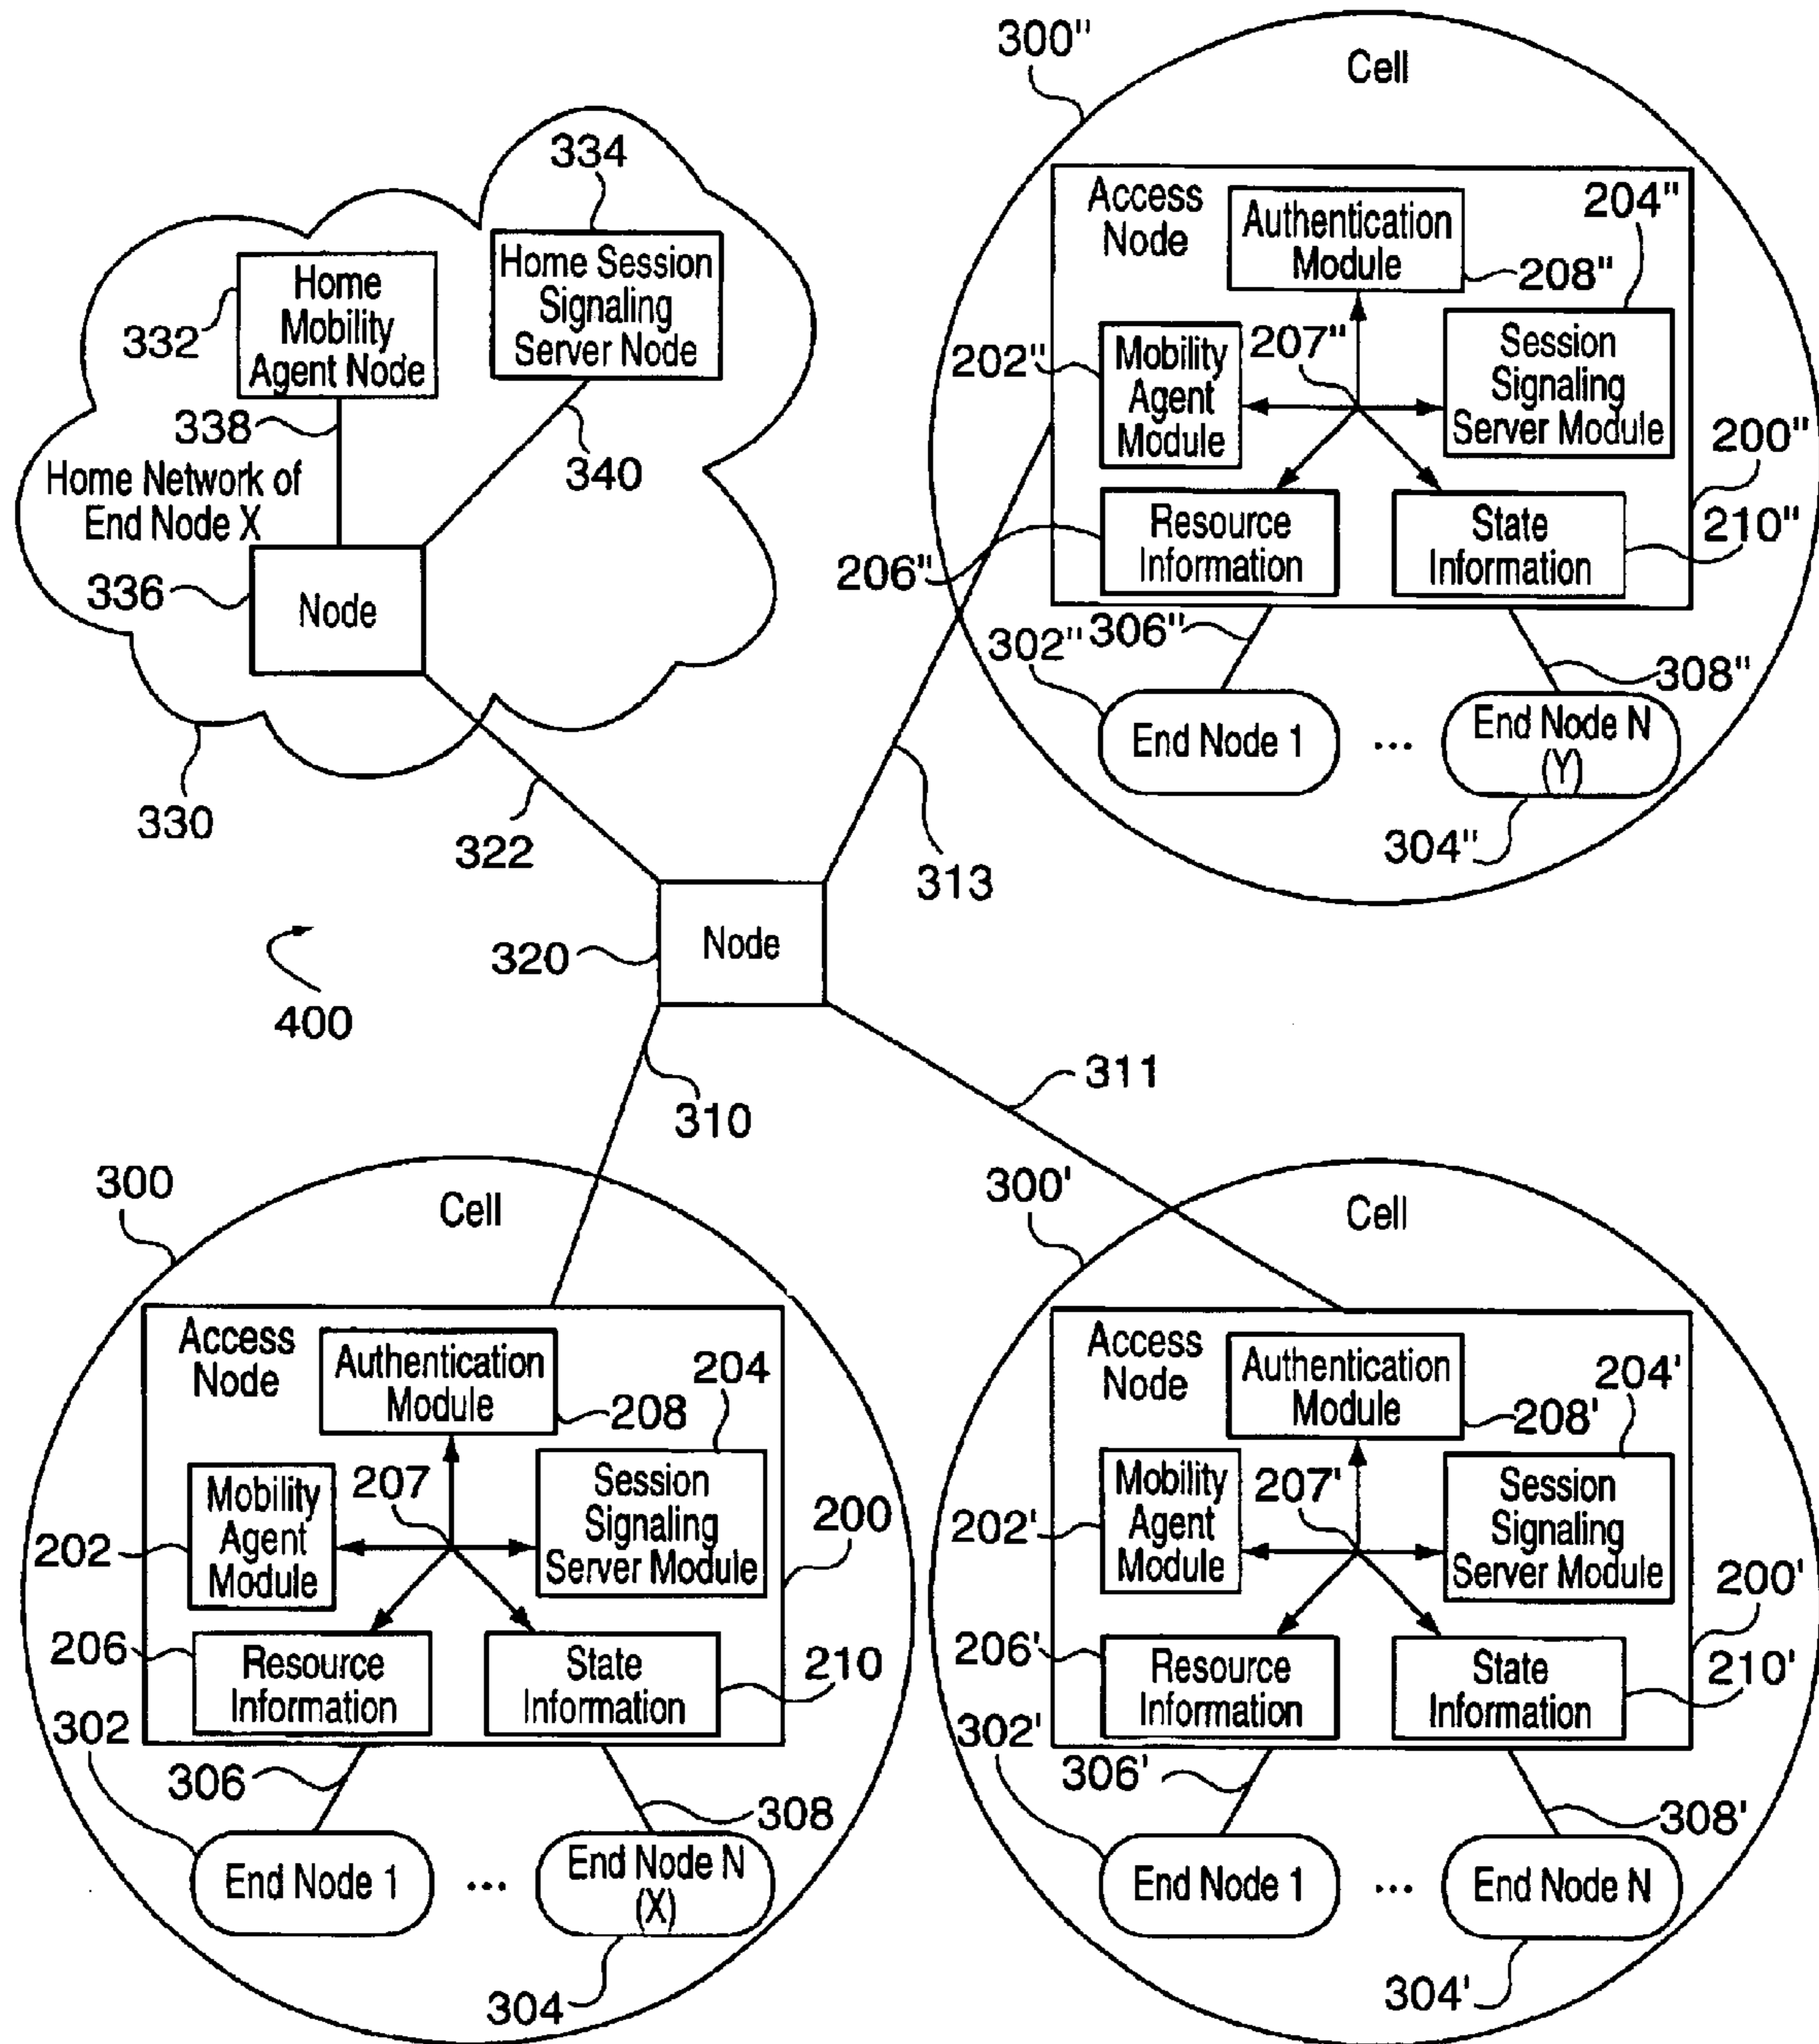 300"
Cell
334
Access
Node
Authentication
Module
204"
208"
Home
Mobility
Agent Node
332
Home Session
Signaling
Server Node
202"
Mobility
Agent
Module
207"
Session
Signaling
Server Module
338
340
200"
Home Network of
End Node X
Resource
Information
206"
State
Information
210"
336
Node
302"
306"
308"
End Node 1
...
End Node N
(Y)
304"
330
322
313
320
Node
400
310
311
300
Cell
Access
Node
Authentication
Module
204
208
202
Mobility
Agent
Module
207
Session
Signaling
Server Module
200
206
Resource
Information
State
Information
210
302
306
308
End Node 1
...
End Node N
(X)
304
300'
Cell
Access
Node
Authentication
Module
204'
208'
202'
Mobility
Agent
Module
207'
Session
Signaling
Server Module
200'
206'
Resource
Information
State
Information
210'
302'
306'
308'
End Node 1
...
End Node N
304'